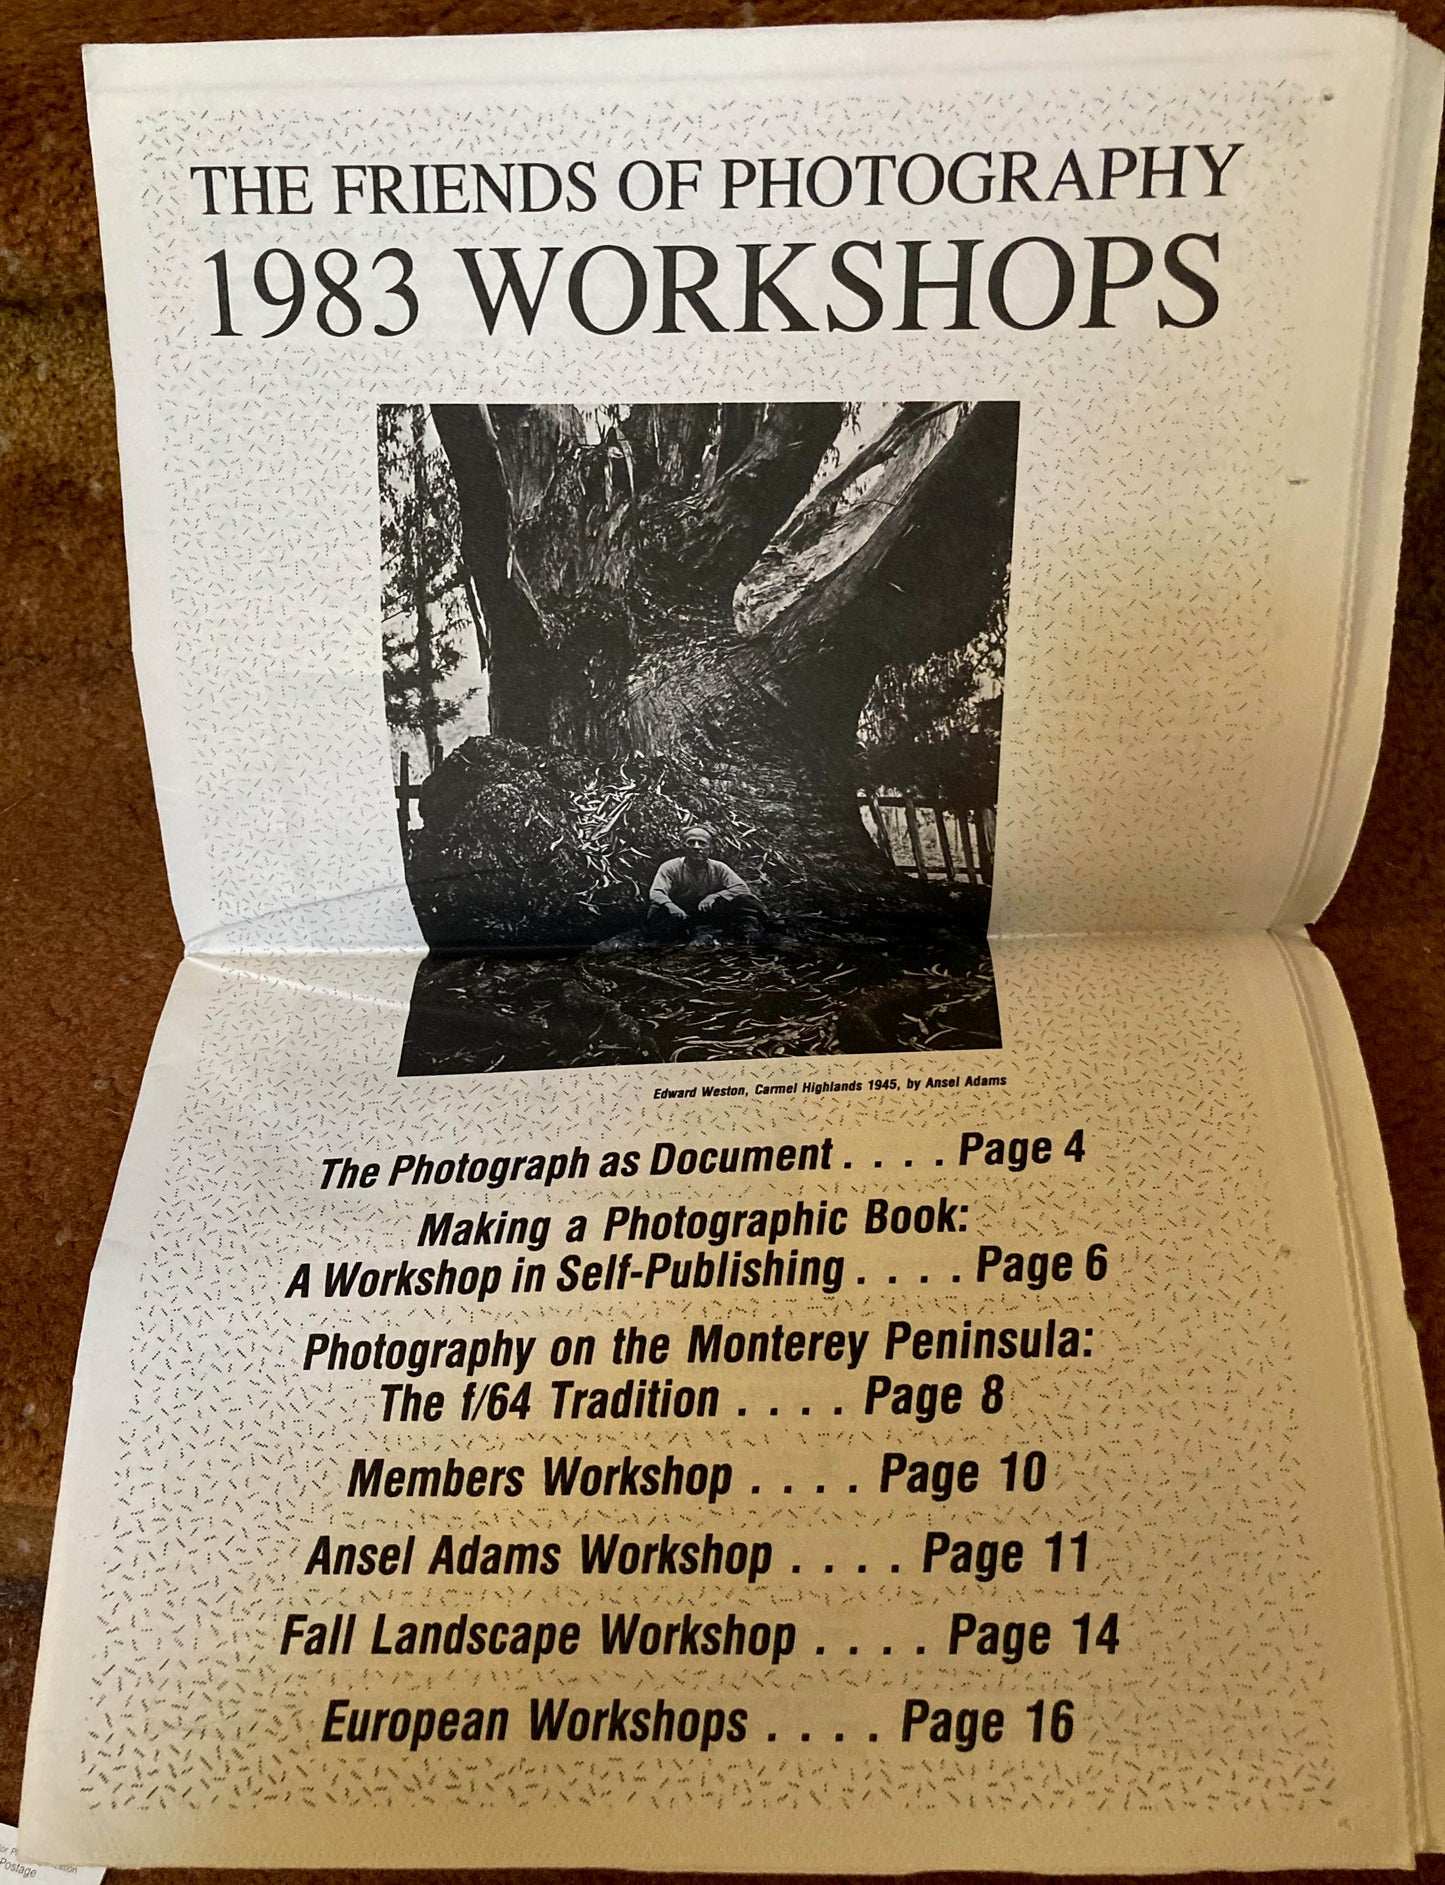 THE FRIENDS OF PHOTOGRAPHY
1983 WORKSHOPS
Edward Weston, Carmel Highlands 1945, by Ansel Adams
The Photograph as Document . . . . Page 4
Making a Photographic Book:
A Workshop in Self-Publishing . . . . Page 6
Photography on the Monterey Peninsula:
The f/64 Tradition . . . . Page 8
Members Workshop . . . . Page 10
Ansel Adams Workshop . . . . Page 11
Fall Landscape Workshop . . . . Page 14
European Workshops . . . . Page 16
Postage